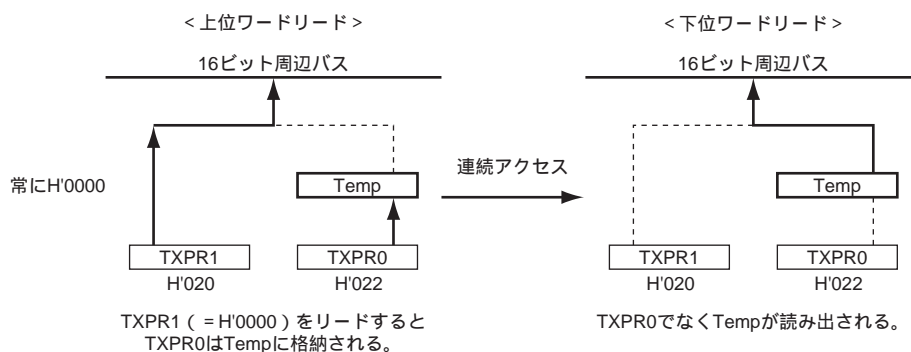 <上位ワードリード>
16ビット周辺バス
常にH'0000
Temp
TXPR1
H'020
TXPR0
H'022
TXPR1（=H'0000）をリードすると
TXPR0はTempに格納される。
連続アクセス
<下位ワードリード>
16ビット周辺バス
Temp
TXPR1
H'020
TXPR0
H'022
TXPR0でなくTempが読み出される。